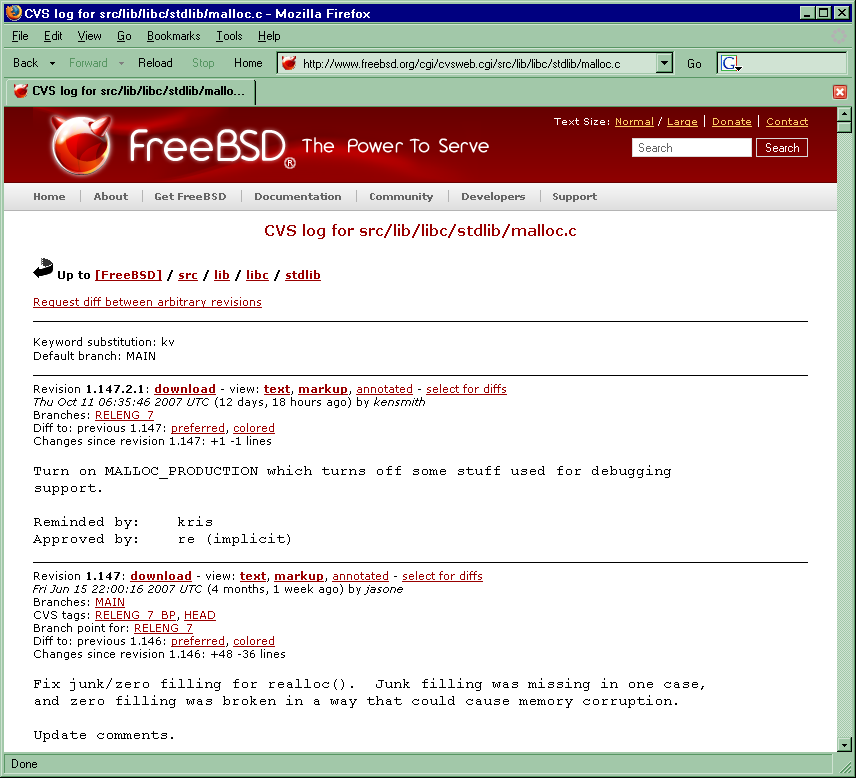 CVS log for src/lib/libc/stdlib/malloc.c - Mozilla Firefox
File Edit View Go Bookmarks Tools Help
Back Forward Reload Stop Home http://www.freebsd.org/cgi/cvsweb.cgi/src/lib/libc/stdlib/malloc.c Go G
CVS log for src/lib/libc/stdlib/mallo...
Text Size: Normal / Large | Donate | Contact
FreeBSD® The Power To Serve
Search Search
Home About Get FreeBSD Documentation Community Developers Support
CVS log for src/lib/libc/stdlib/malloc.c
Up to [FreeBSD] / src / lib / libc / stdlib
Request diff between arbitrary revisions
Keyword substitution: kv
Default branch: MAIN
Revision 1.147.2.1: download - view: text, markup, annotated - select for diffs
Thu Oct 11 06:35:46 2007 UTC (12 days, 18 hours ago) by kensmith
Branches: RELENG_7
Diff to: previous 1.147: preferred, colored
Changes since revision 1.147: +1 -1 lines
Turn on MALLOC_PRODUCTION which turns off some stuff used for debugging
support.
Reminded by: kris
Approved by: re (implicit)
Revision 1.147: download - view: text, markup, annotated - select for diffs
Fri Jun 15 22:00:16 2007 UTC (4 months, 1 week ago) by jasone
Branches: MAIN
CVS tags: RELENG_7_BP, HEAD
Branch point for: RELENG_7
Diff to: previous 1.146: preferred, colored
Changes since revision 1.146: +48 -36 lines
Fix junk/zero filling for realloc(). Junk filling was missing in one case,
and zero filling was broken in a way that could cause memory corruption.
Update comments.
Done